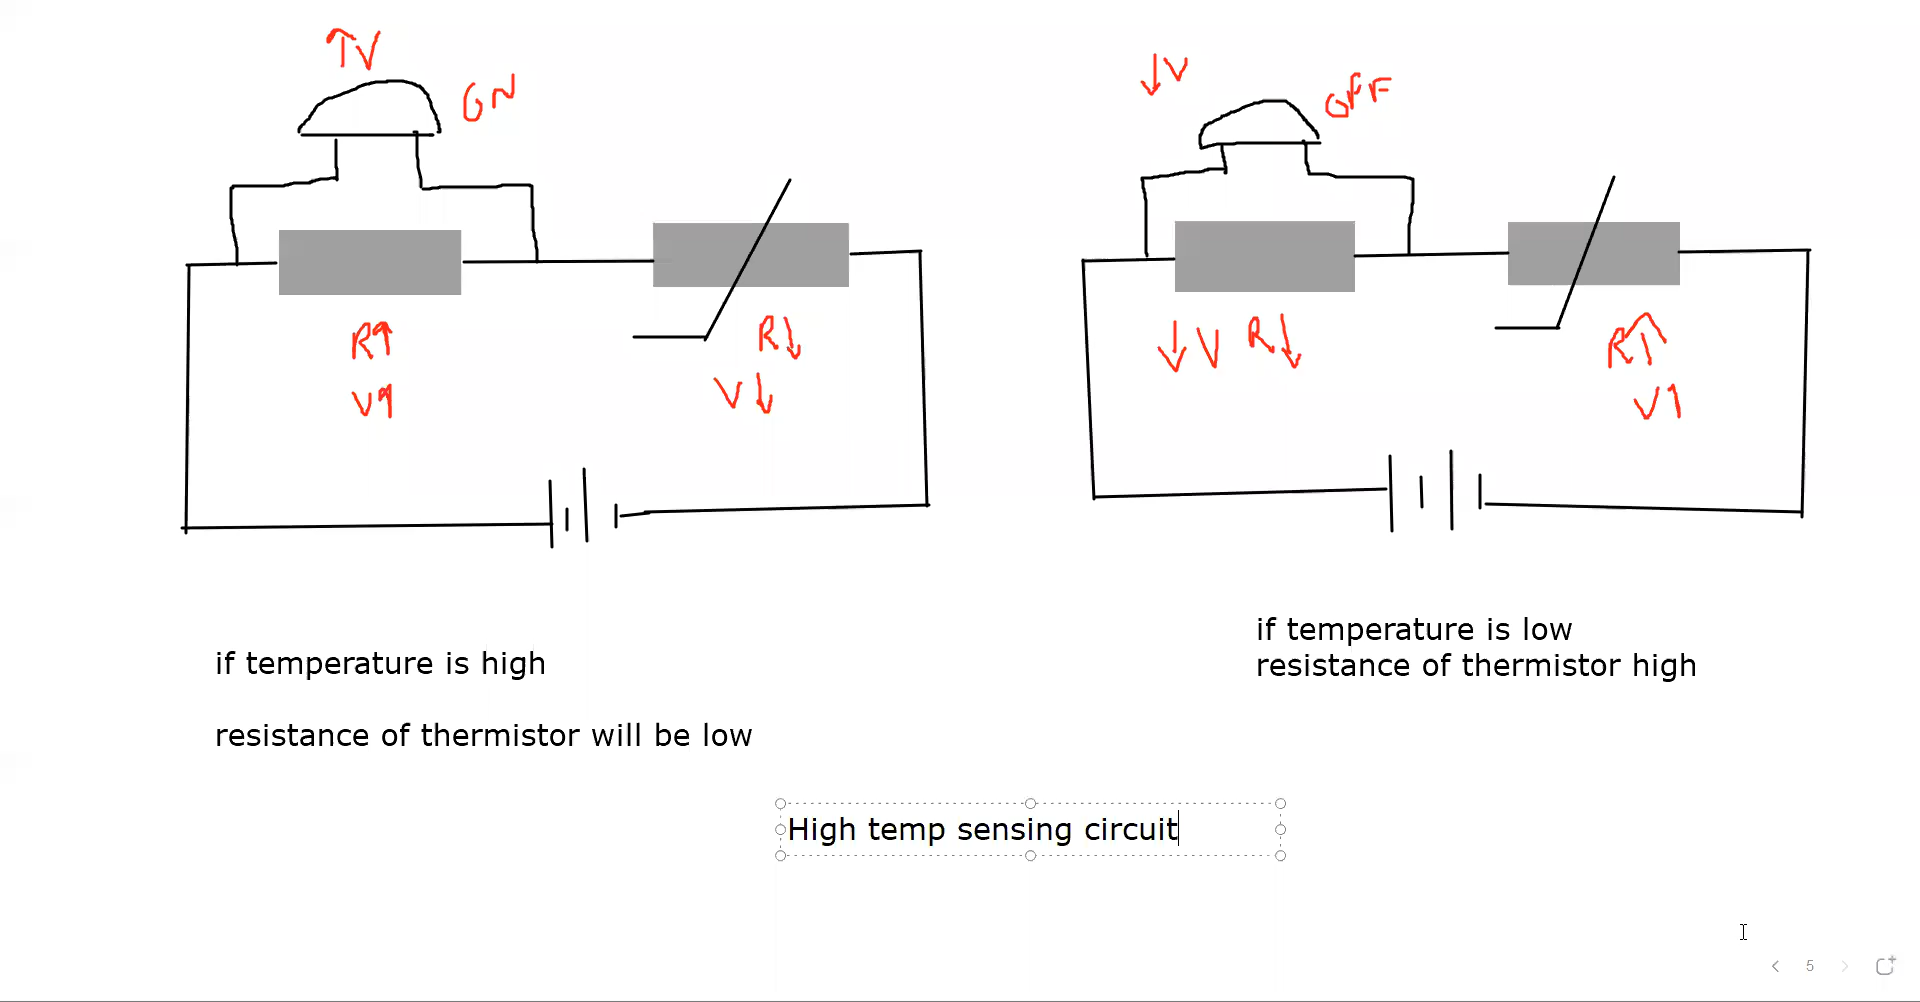 ↑V
ON
R↑
V↑
R↓
V↓
↓V
OFF
↓V R↓
R↑
V↑
if temperature is high
resistance of thermistor will be low
if temperature is low
resistance of thermistor high
High temp sensing circuit
5